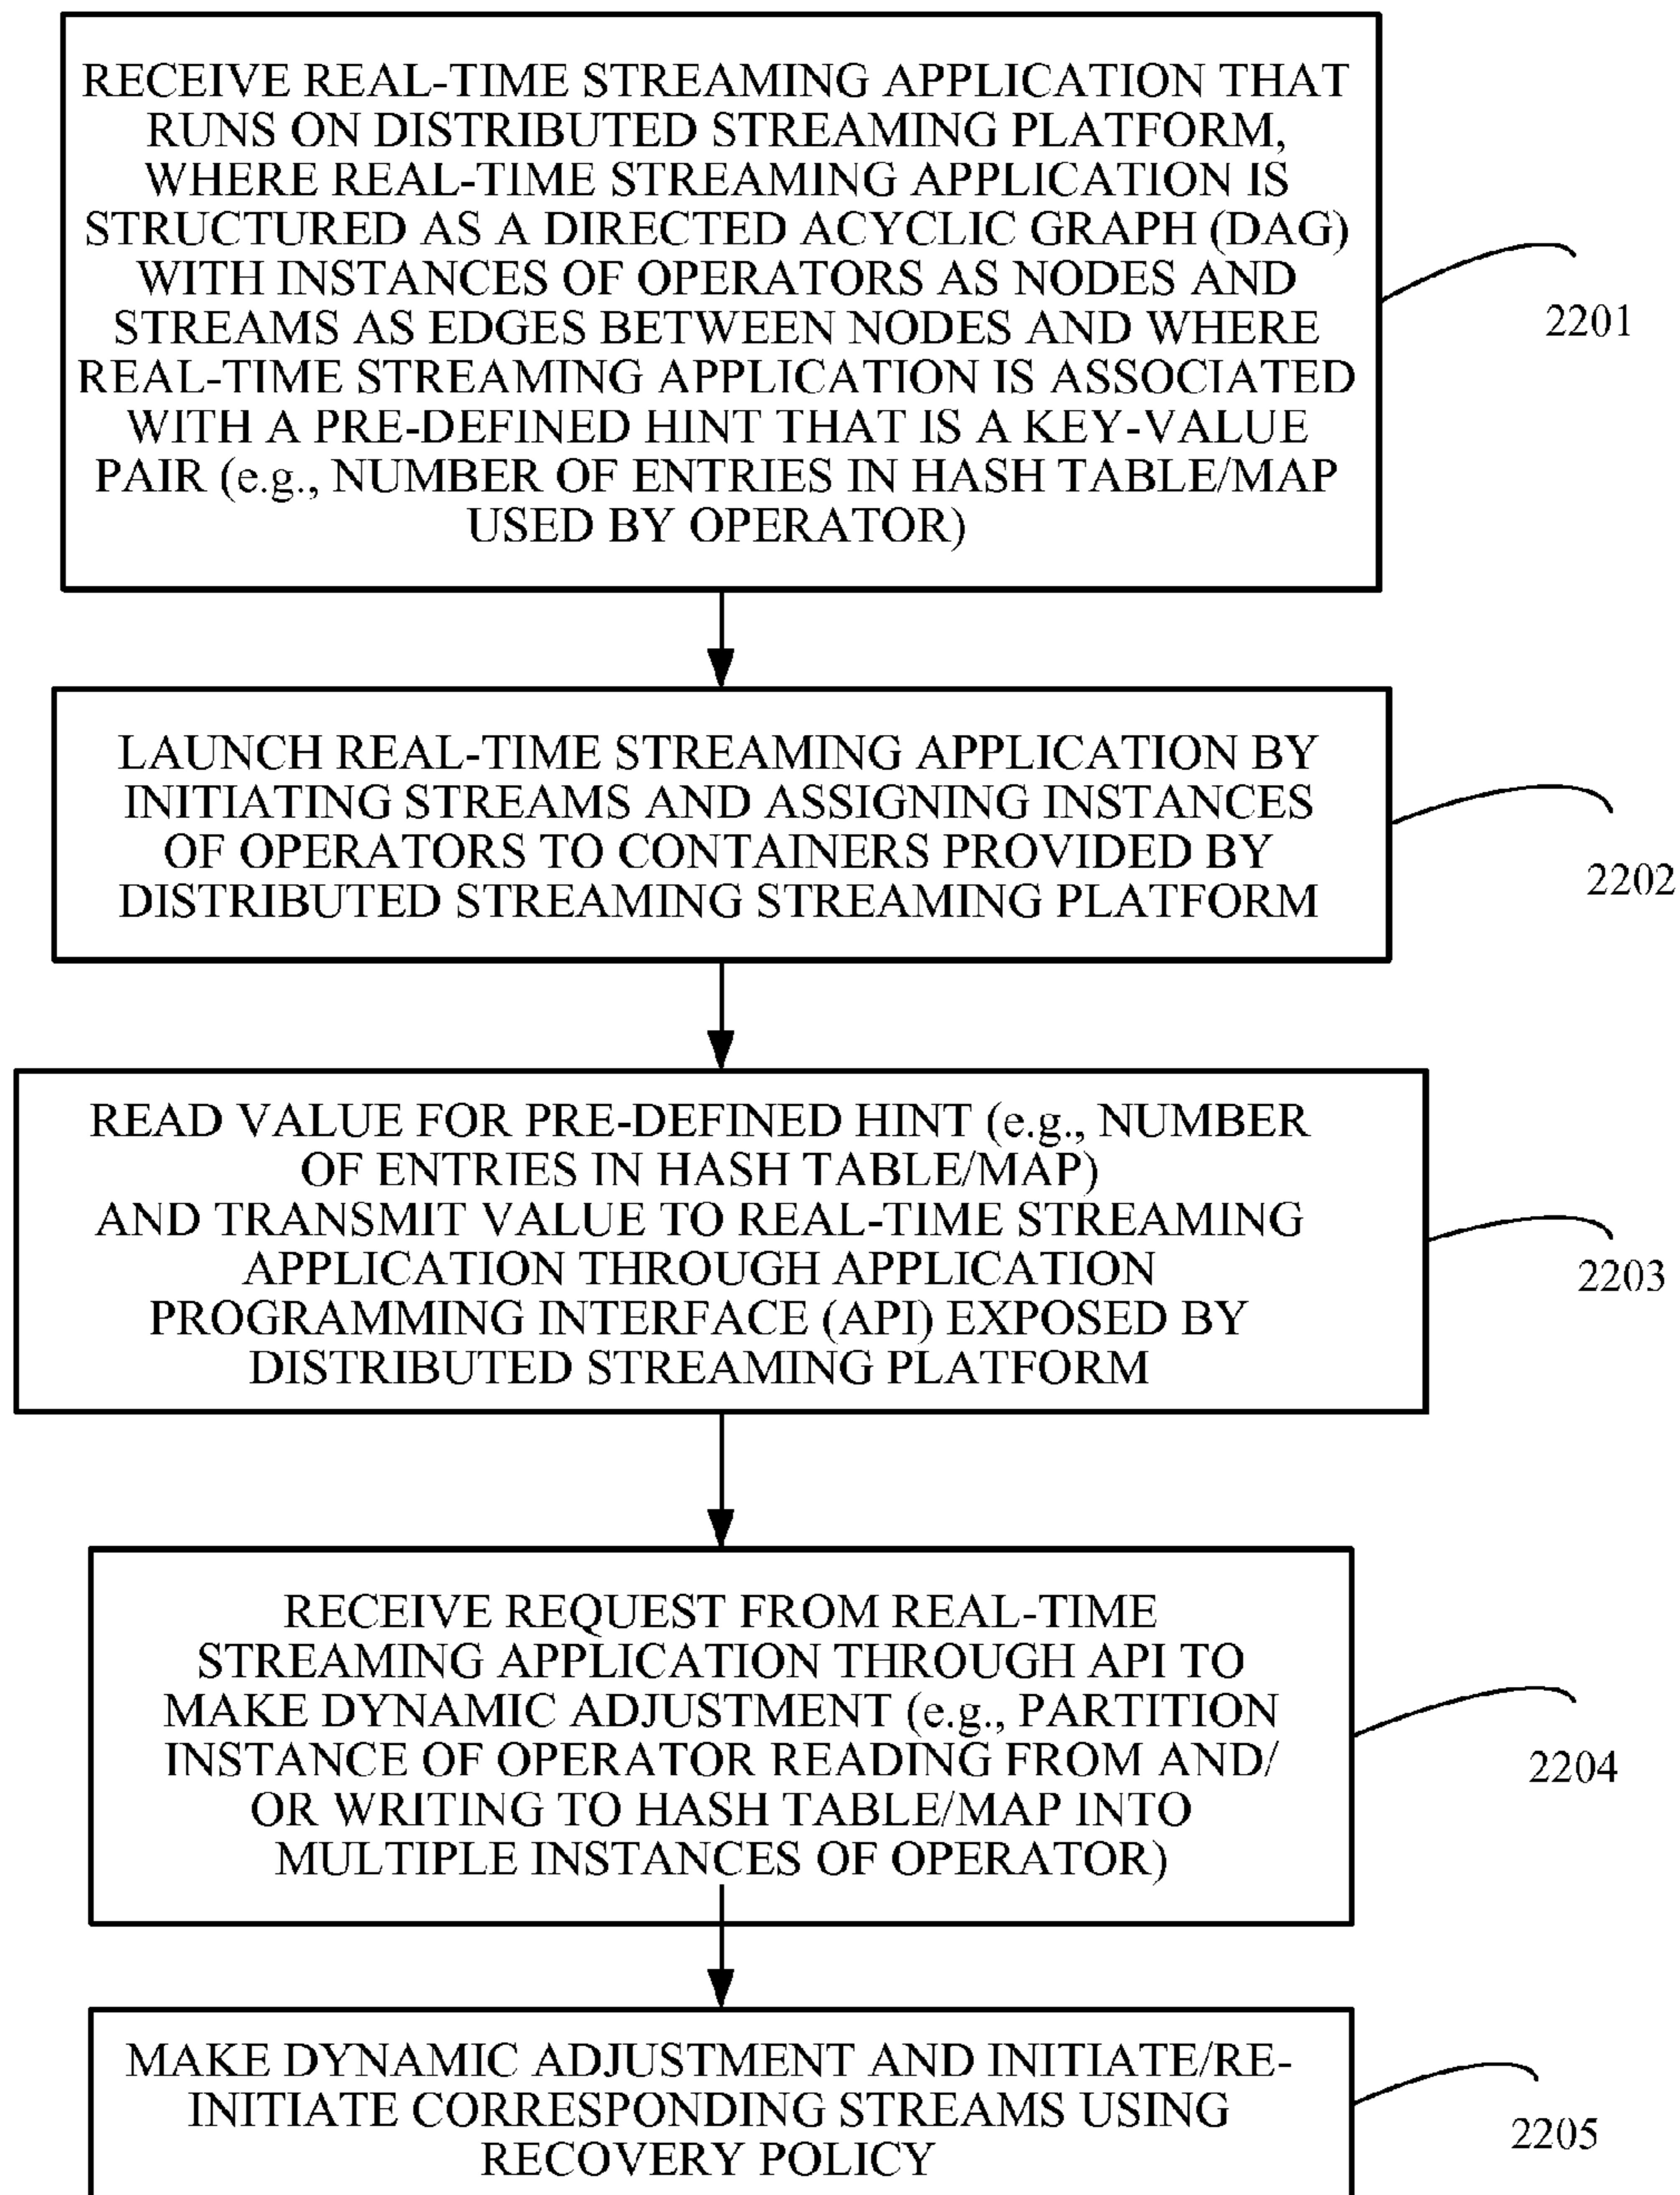 RECEIVE REAL-TIME STREAMING APPLICATION THAT
RUNS ON DISTRIBUTED STREAMING PLATFORM,
WHERE REAL-TIME STREAMING APPLICATION IS
STRUCTURED AS A DIRECTED ACYCLIC GRAPH (DAG)
WITH INSTANCES OF OPERATORS AS NODES AND
STREAMS AS EDGES BETWEEN NODES AND WHERE
REAL-TIME STREAMING APPLICATION IS ASSOCIATED
WITH A PRE-DEFINED HINT THAT IS A KEY-VALUE
PAIR (e.g., NUMBER OF ENTRIES IN HASH TABLE/MAP
USED BY OPERATOR)
2201
LAUNCH REAL-TIME STREAMING APPLICATION BY
INITIATING STREAMS AND ASSIGNING INSTANCES
OF OPERATORS TO CONTAINERS PROVIDED BY
DISTRIBUTED STREAMING STREAMING PLATFORM
2202
READ VALUE FOR PRE-DEFINED HINT (e.g., NUMBER
OF ENTRIES IN HASH TABLE/MAP)
AND TRANSMIT VALUE TO REAL-TIME STREAMING
APPLICATION THROUGH APPLICATION
PROGRAMMING INTERFACE (API) EXPOSED BY
DISTRIBUTED STREAMING PLATFORM
2203
RECEIVE REQUEST FROM REAL-TIME
STREAMING APPLICATION THROUGH API TO
MAKE DYNAMIC ADJUSTMENT (e.g., PARTITION
INSTANCE OF OPERATOR READING FROM AND/
OR WRITING TO HASH TABLE/MAP INTO
MULTIPLE INSTANCES OF OPERATOR)
2204
MAKE DYNAMIC ADJUSTMENT AND INITIATE/RE-
INITIATE CORRESPONDING STREAMS USING
RECOVERY POLICY
2205